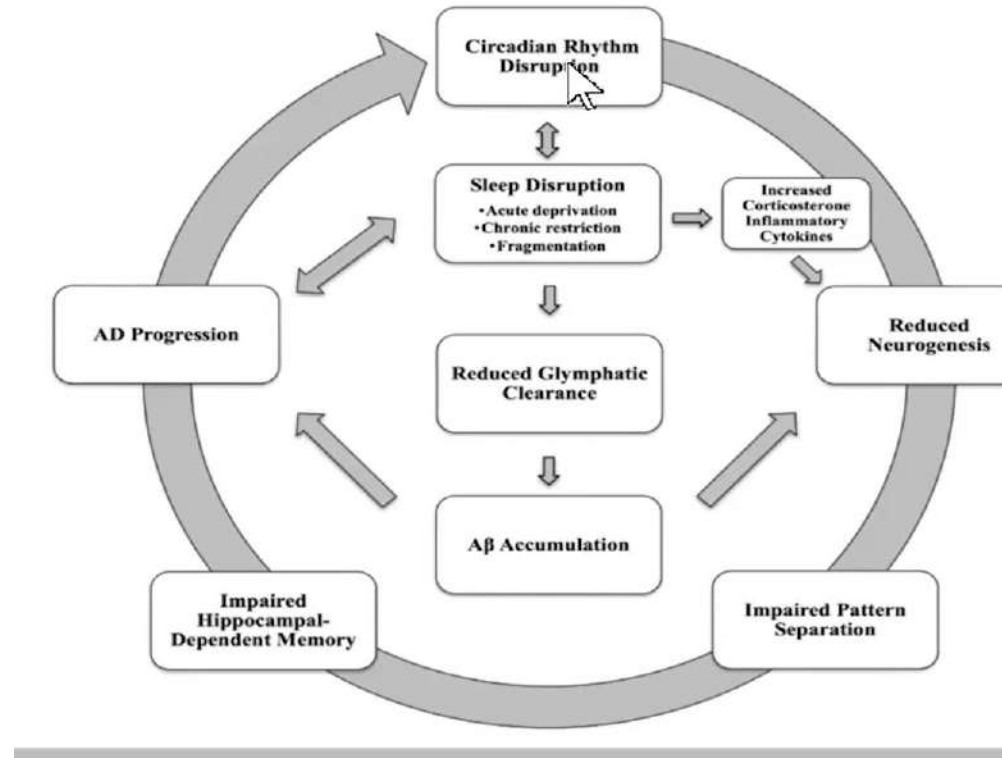 Circadian Rhythm
Disruption
Sleep Disruption
•Acute deprivation
•Chronic restriction
•Fragmentation
Increased
Corticosterone
Inflammatory
Cytokines
AD Progression
Reduced
Neurogenesis
Reduced Glymphatic
Clearance
Aβ Accumulation
Impaired
Hippocampal-
Dependent Memory
Impaired Pattern
Separation